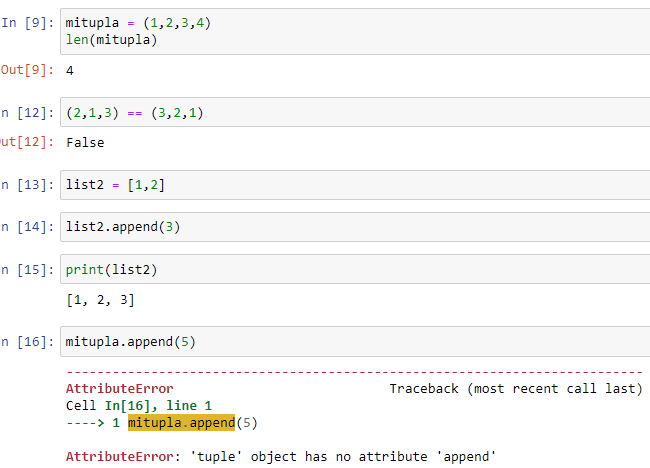 In [9]: mitupla = (1,2,3,4)
len(mitupla)
Out[9]: 4
n [12]: (2,1,3) == (3,2,1)
ut[12]: False
n [13]: list2 = [1,2]
n [14]: list2.append(3)
n [15]: print(list2)
[1, 2, 3]
n [16]: mitupla.append(5)
---------------------------------------------------------------------------
AttributeError Traceback (most recent call last)
Cell In[16], line 1
----> 1 mitupla.append(5)
AttributeError: 'tuple' object has no attribute 'append'